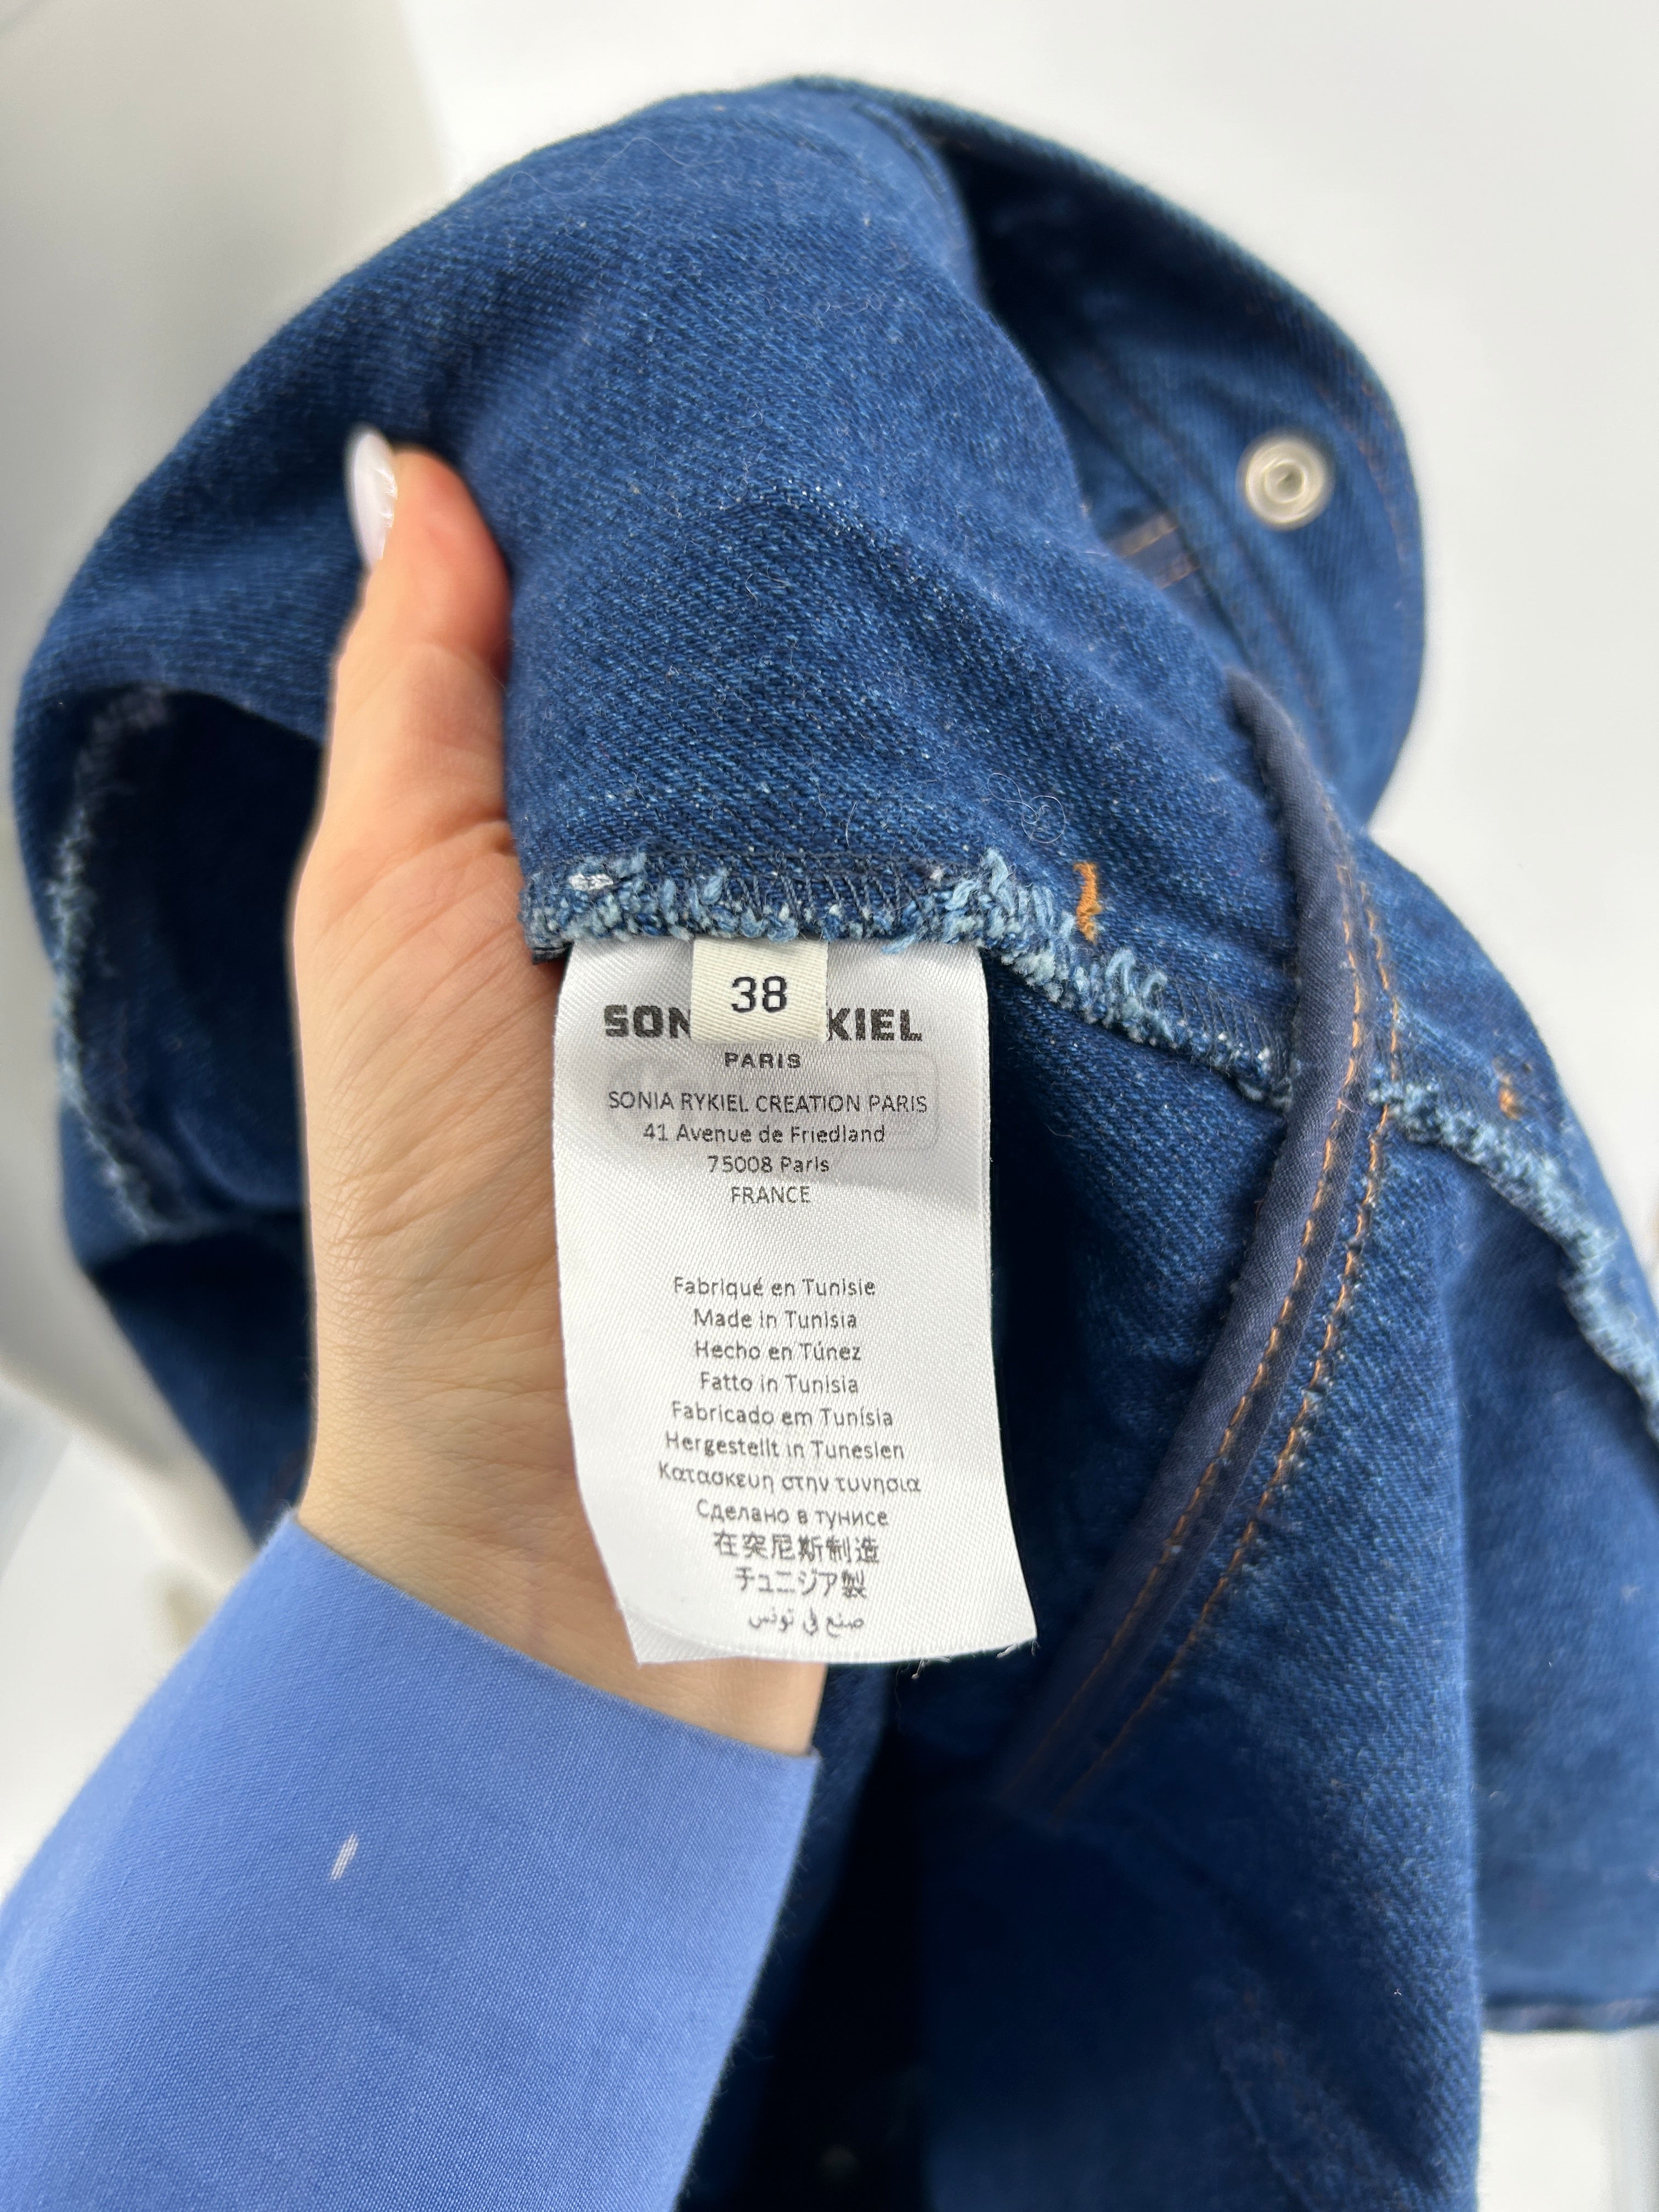 38
SON KIEL
PARIS
SONIA RYKIEL CREATION PARIS
41 Avenue de Friedland
75008 Paris
FRANCE
Fabriqué en Tunisie
Made in Tunisia
Hecho en Túnez
Fatto in Tunisia
Fabricado em Tunísia
Hergestellt in Tunesien
Κατασκευη στην τυνησια
Сделано в тунисе
在突尼斯制造
チュニジア製
صنع في تونس